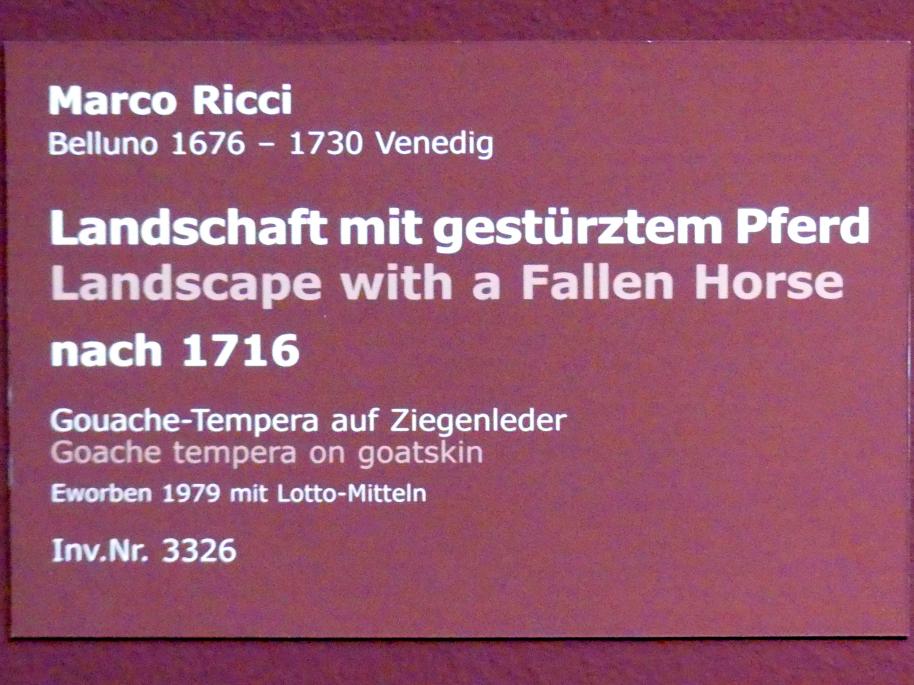 Marco Ricci
Belluno 1676 – 1730 Venedig
Landschaft mit gestürztem Pferd
Landscape with a Fallen Horse
nach 1716
Gouache-Tempera auf Ziegenleder
Goache tempera on goatskin
Eworben 1979 mit Lotto-Mitteln
Inv.Nr. 3326